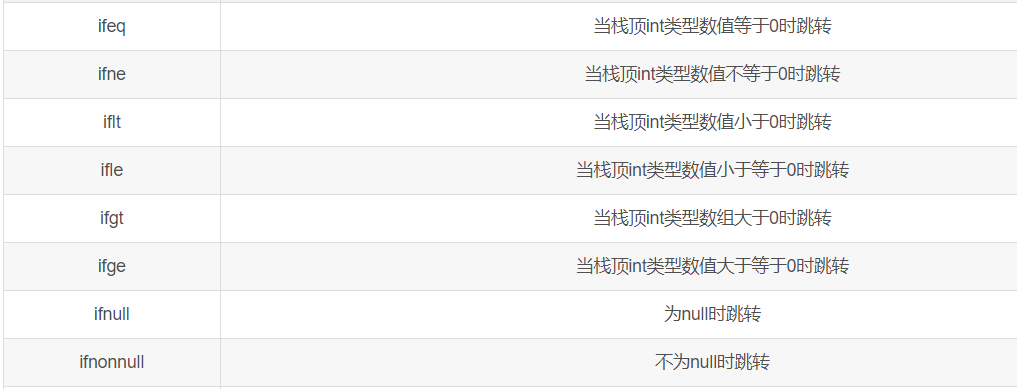 ifeq 当栈顶int类型数值等于0时跳转
ifne 当栈顶int类型数值不等于0时跳转
iflt 当栈顶int类型数值小于0时跳转
ifle 当栈顶int类型数值小于等于0时跳转
ifgt 当栈顶int类型数组大于0时跳转
ifge 当栈顶int类型数值大于等于0时跳转
ifnull 为null时跳转
ifnonnull 不为null时跳转